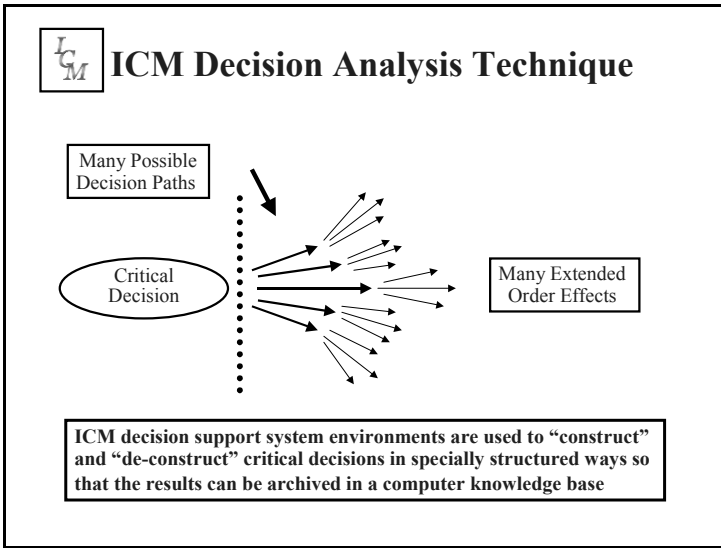 ICM
ICM Decision Analysis Technique
Many Possible
Decision Paths
Critical
Decision
Many Extended
Order Effects
ICM decision support system environments are used to “construct”
and “de-construct” critical decisions in specially structured ways so
that the results can be archived in a computer knowledge base